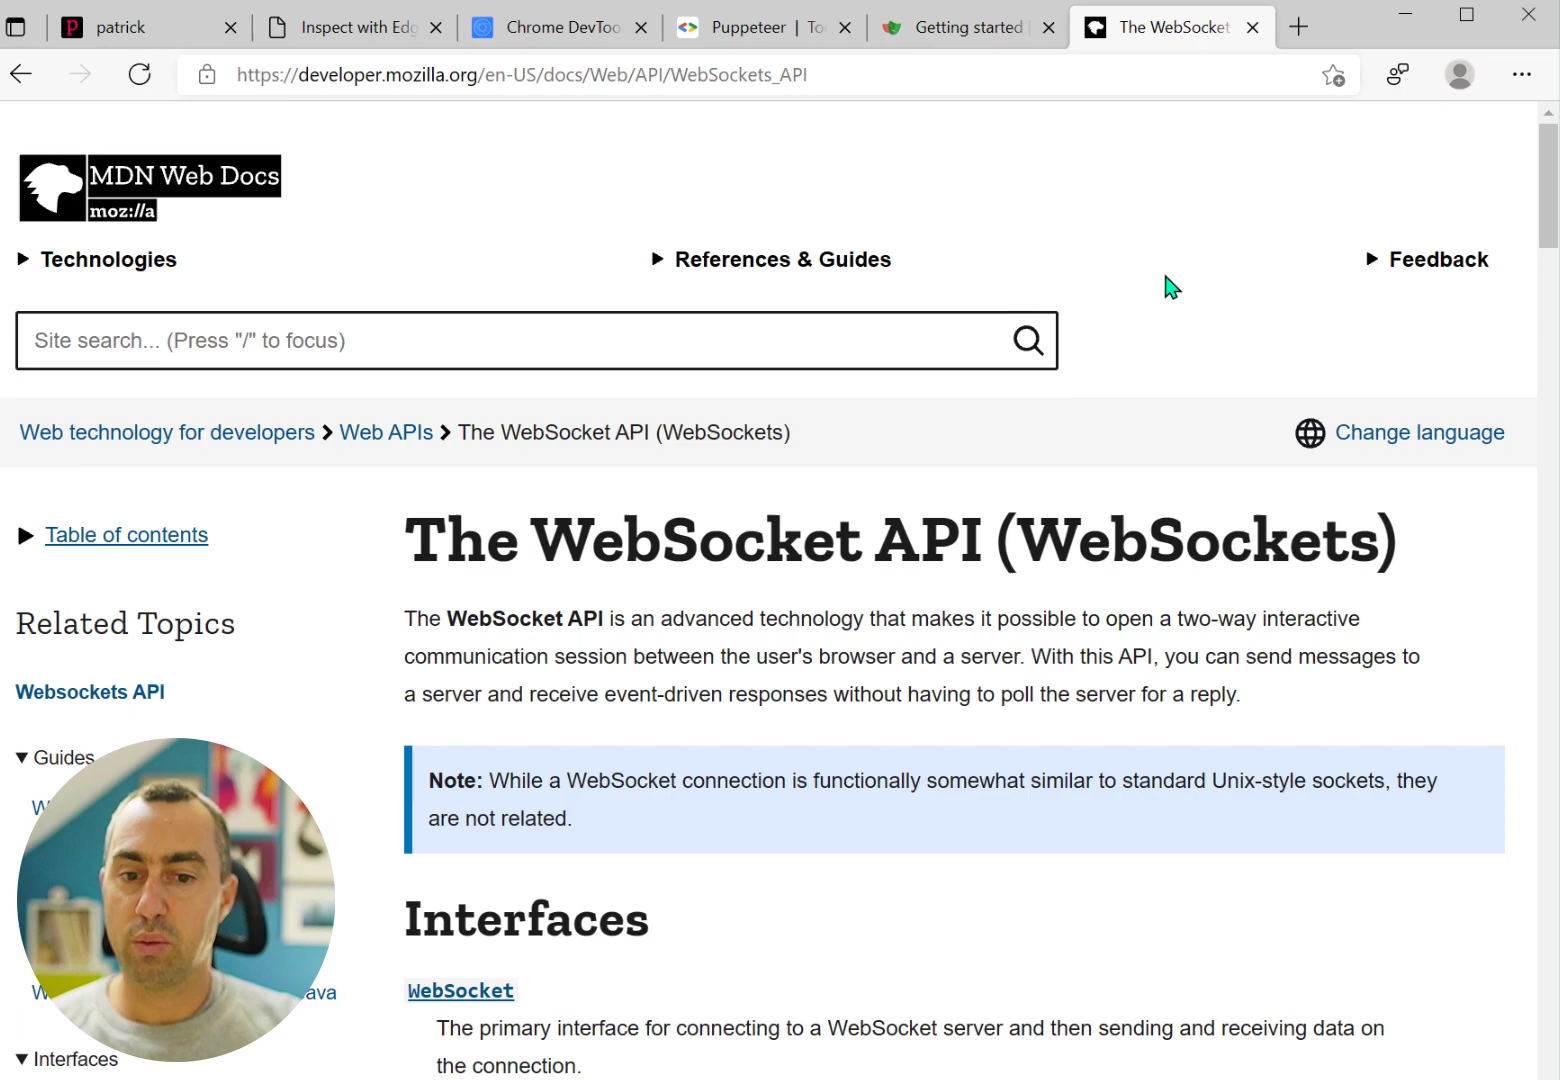 patrick
Inspect with Edg
Chrome DevToo
Puppeteer | Too
Getting started
The WebSocket
https://developer.mozilla.org/en-US/docs/Web/API/WebSockets_API
MDN Web Docs
moz://a
Technologies
References & Guides
Feedback
Site search... (Press "/" to focus)
Web technology for developers
Web APIs
The WebSocket API (WebSockets)
Change language
Table of contents
Related Topics
Websockets API
Guides
W
W
ava
Interfaces
The WebSocket API (WebSockets)
The WebSocket API is an advanced technology that makes it possible to open a two-way interactive
communication session between the user's browser and a server. With this API, you can send messages to
a server and receive event-driven responses without having to poll the server for a reply.
Note: While a WebSocket connection is functionally somewhat similar to standard Unix-style sockets, they
are not related.
Interfaces
WebSocket
The primary interface for connecting to a WebSocket server and then sending and receiving data on
the connection.